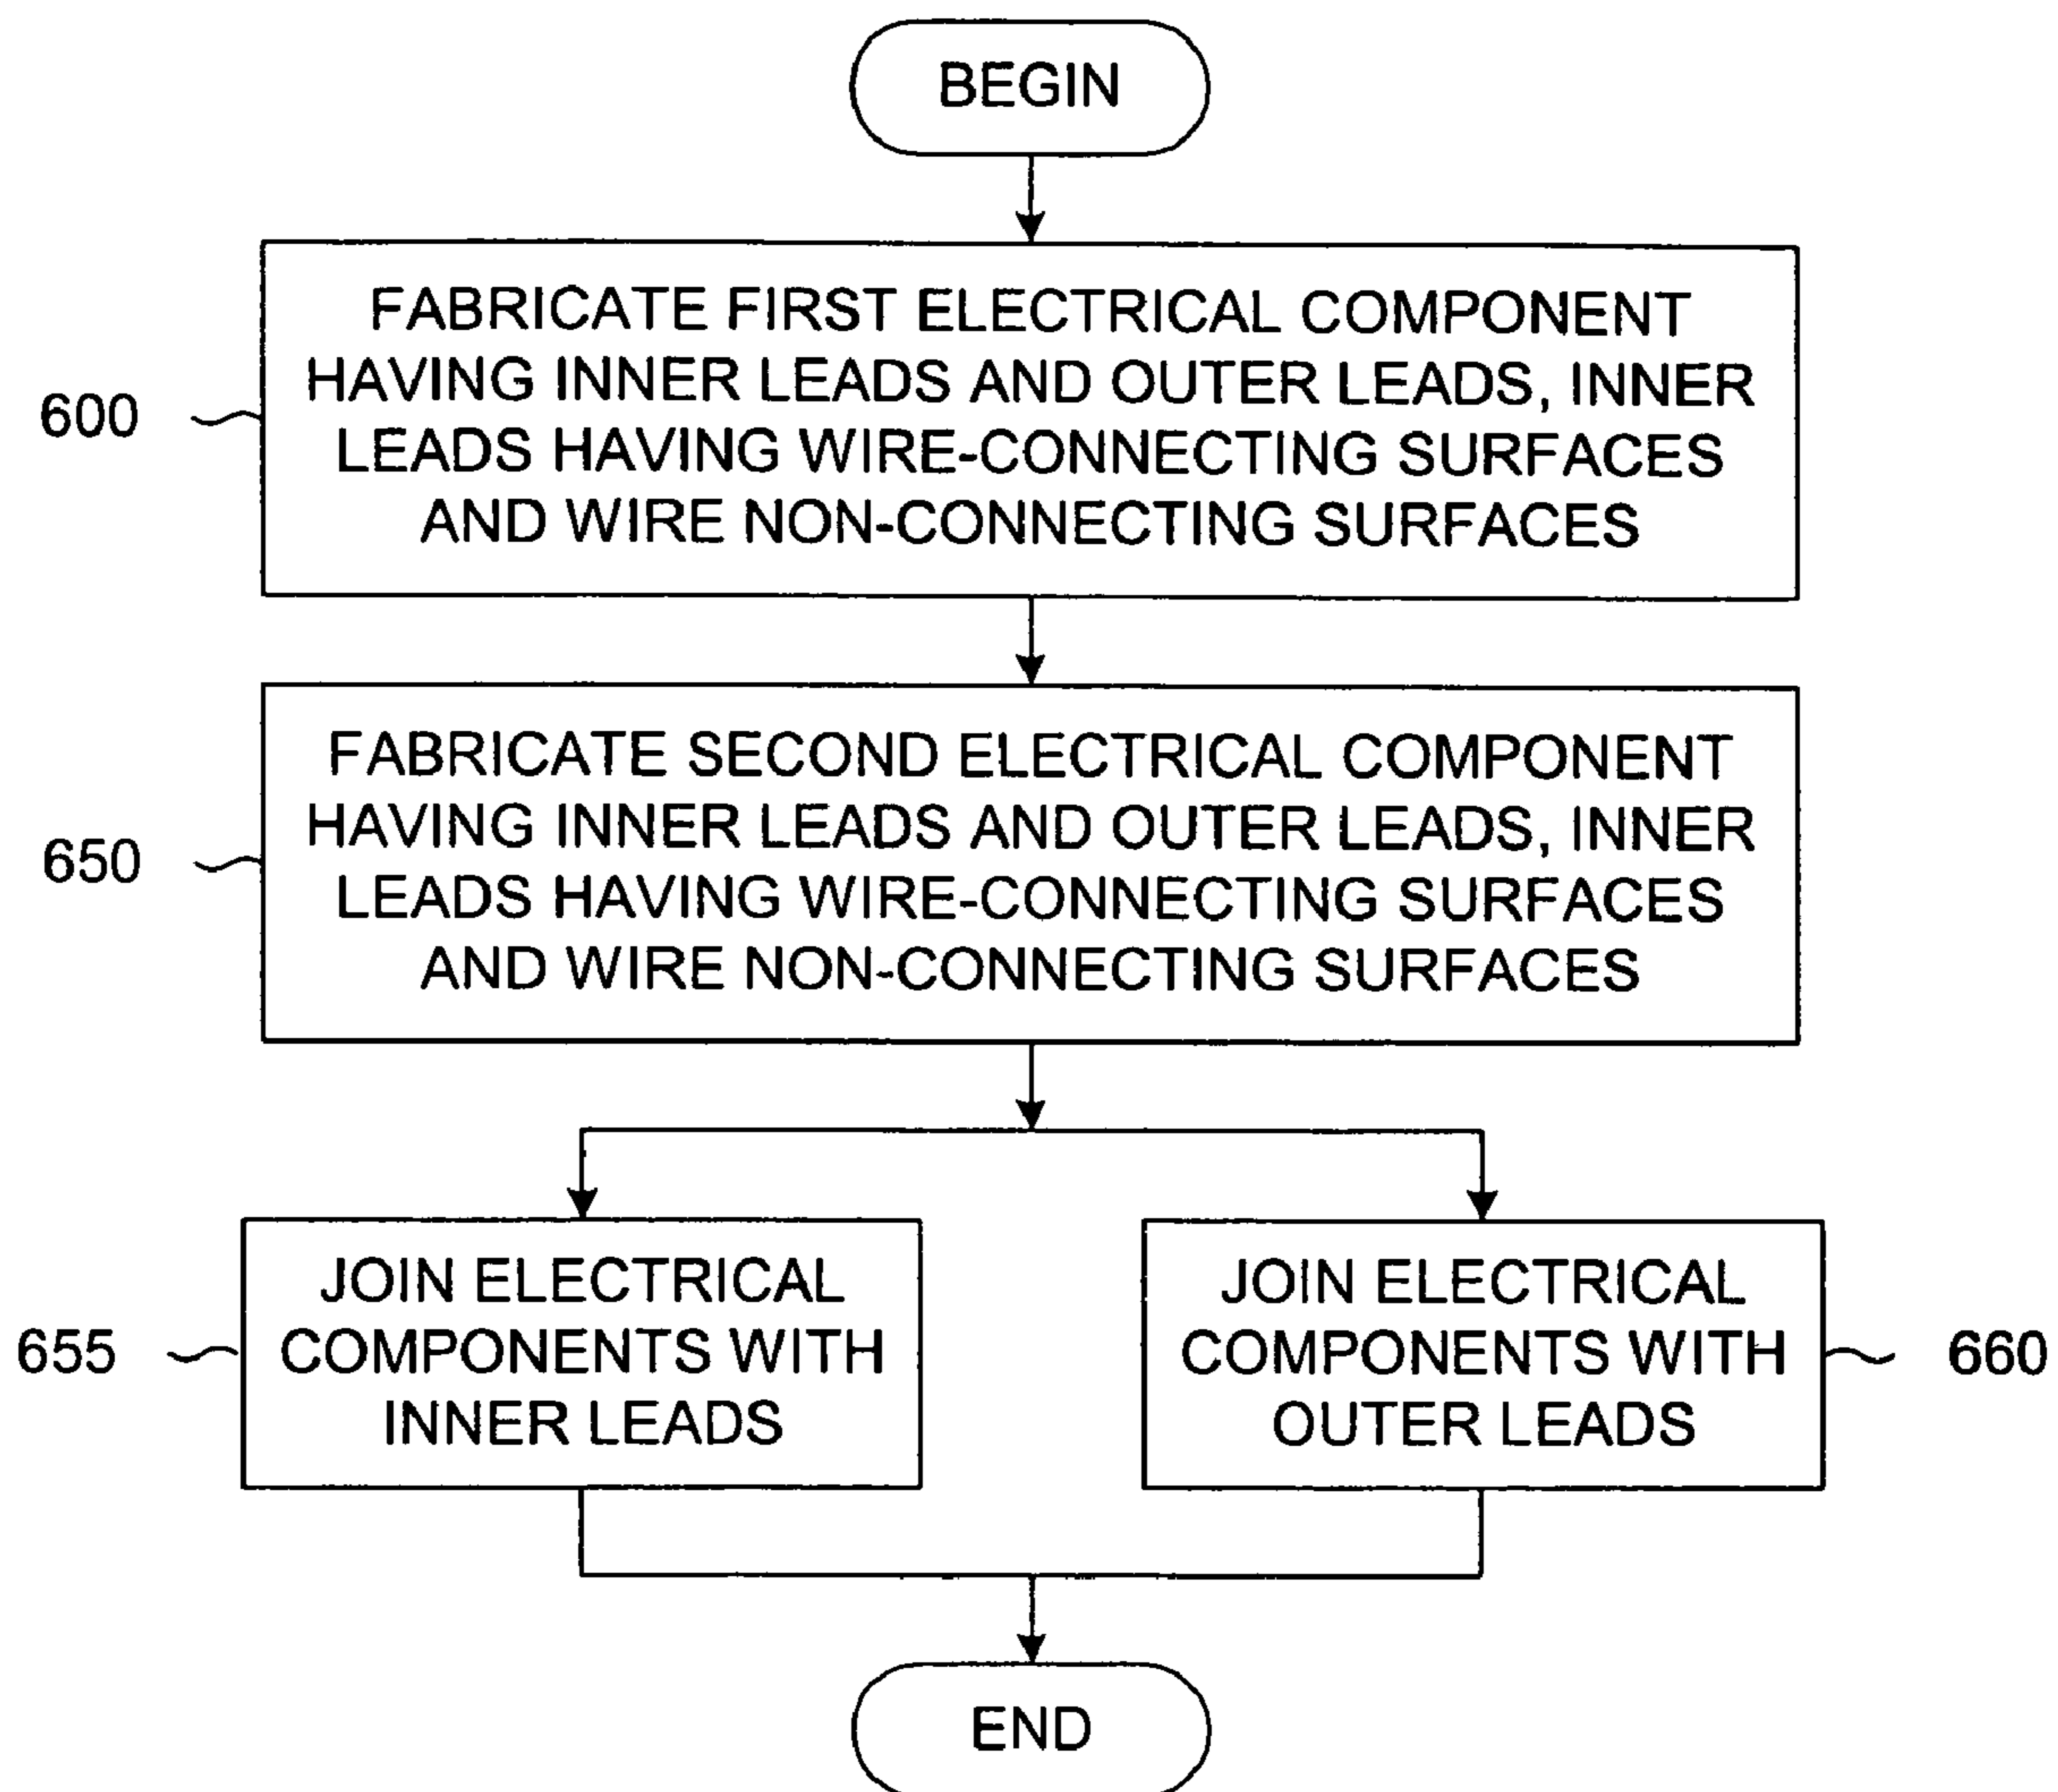 BEGIN
600
FABRICATE FIRST ELECTRICAL COMPONENT
HAVING INNER LEADS AND OUTER LEADS, INNER
LEADS HAVING WIRE-CONNECTING SURFACES
AND WIRE NON-CONNECTING SURFACES
650
FABRICATE SECOND ELECTRICAL COMPONENT
HAVING INNER LEADS AND OUTER LEADS, INNER
LEADS HAVING WIRE-CONNECTING SURFACES
AND WIRE NON-CONNECTING SURFACES
655
JOIN ELECTRICAL
COMPONENTS WITH
INNER LEADS
JOIN ELECTRICAL
COMPONENTS WITH
OUTER LEADS
660
END